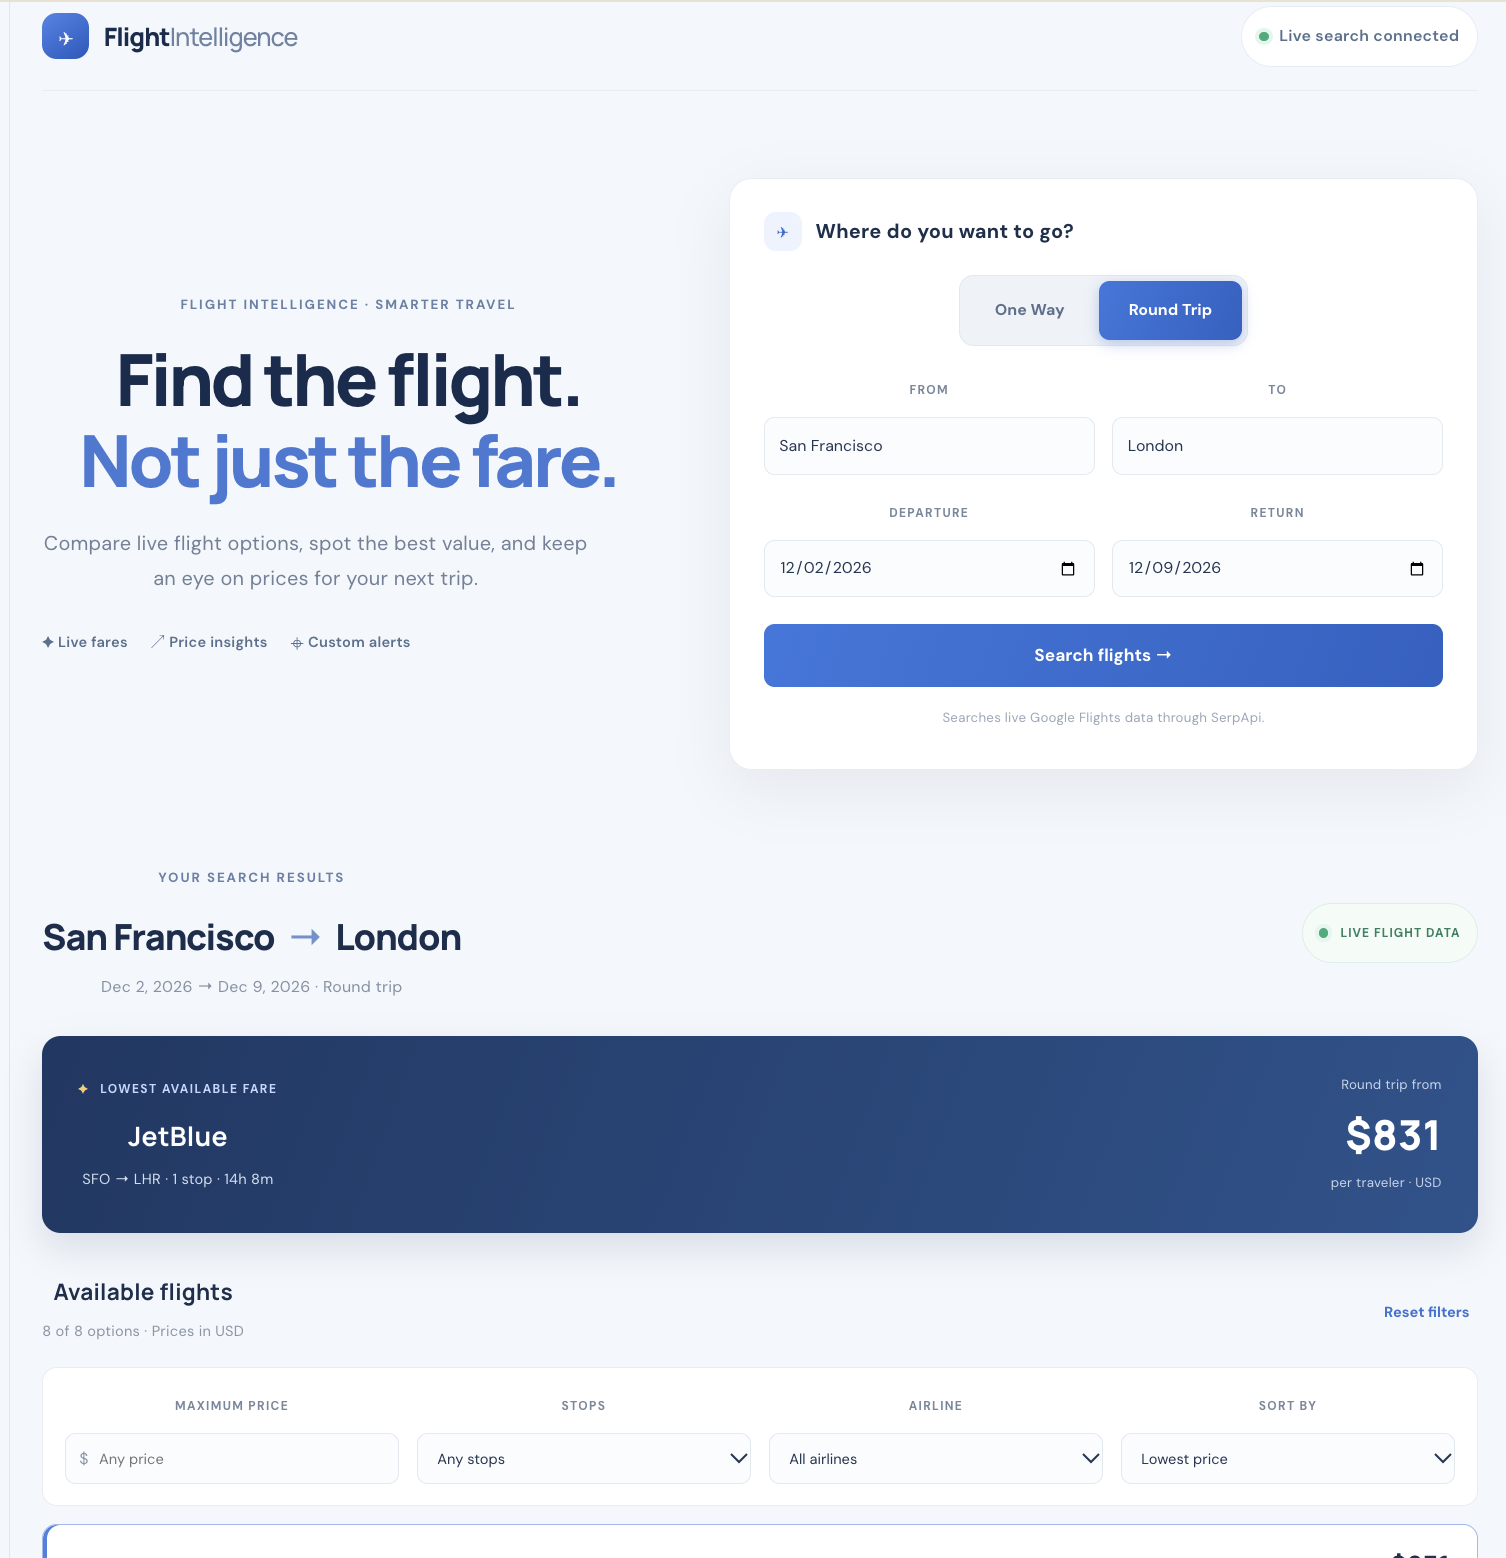 FlightIntelligence
Live search connected
FLIGHT INTELLIGENCE · SMARTER TRAVEL
Find the flight.
Not just the fare.
Compare live flight options, spot the best value, and keep
an eye on prices for your next trip.
✦ Live fares
↗ Price insights
⌖ Custom alerts
Where do you want to go?
One Way
Round Trip
FROM
TO
San Francisco
London
DEPARTURE
RETURN
12/02/2026
12/09/2026
Search flights →
Searches live Google Flights data through SerpApi.
YOUR SEARCH RESULTS
San Francisco → London
Dec 2, 2026 → Dec 9, 2026 · Round trip
LIVE FLIGHT DATA
✦ LOWEST AVAILABLE FARE
JetBlue
SFO → LHR · 1 stop · 14h 8m
Round trip from
$831
per traveler · USD
Available flights
8 of 8 options · Prices in USD
Reset filters
MAXIMUM PRICE
STOPS
AIRLINE
SORT BY
$ Any price
Any stops
All airlines
Lowest price